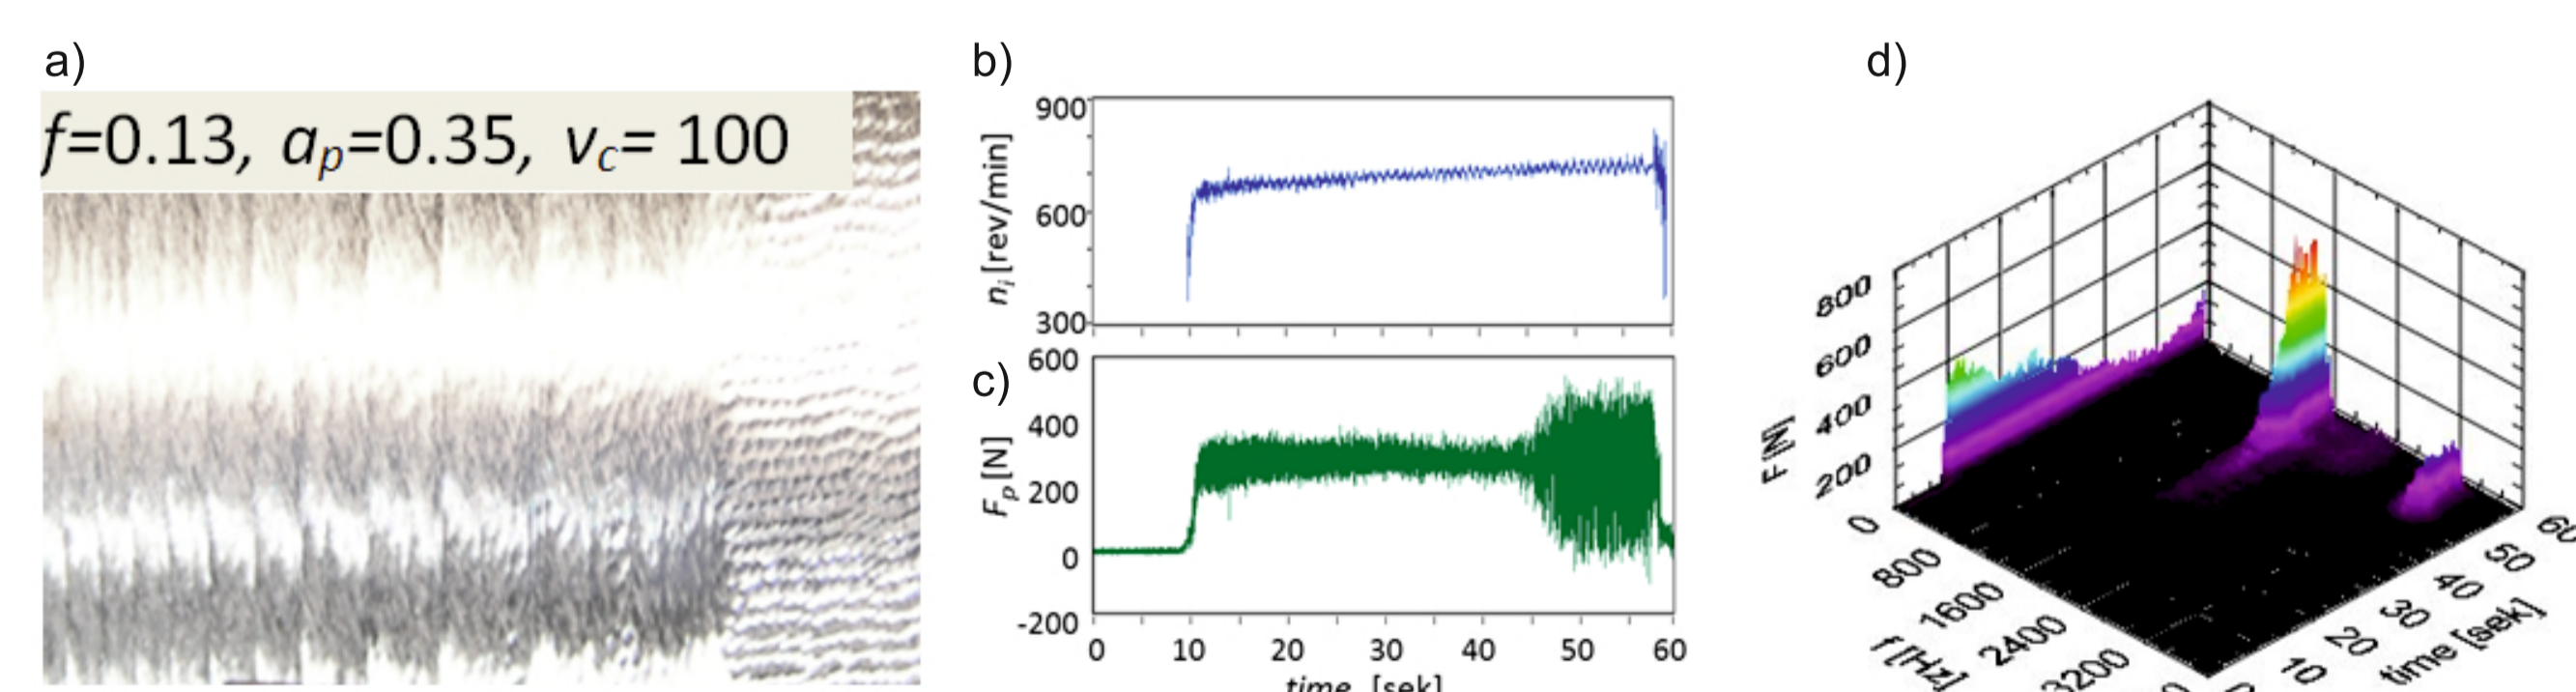 a)
f=0.13, ap=0.35, vc= 100
b)
900
600
300
ni [rev/min]
c)
600
400
200
0
-200
Fp [N]
0 10 20 30 40 50 60
time [sek]
d)
800
600
400
200
F [N]
0
800
1600
2400
3200
f [Hz]
10
20
30
40
50
60
time [sek]